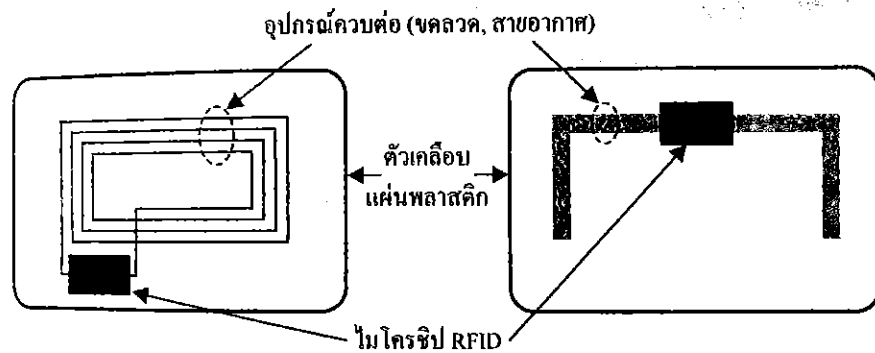 อุปกรณ์ควบต่อ (ขดลวด, สายอากาศ)
ตัวเคลือบ
แผ่นพลาสติก
ไมโครชิป RFID